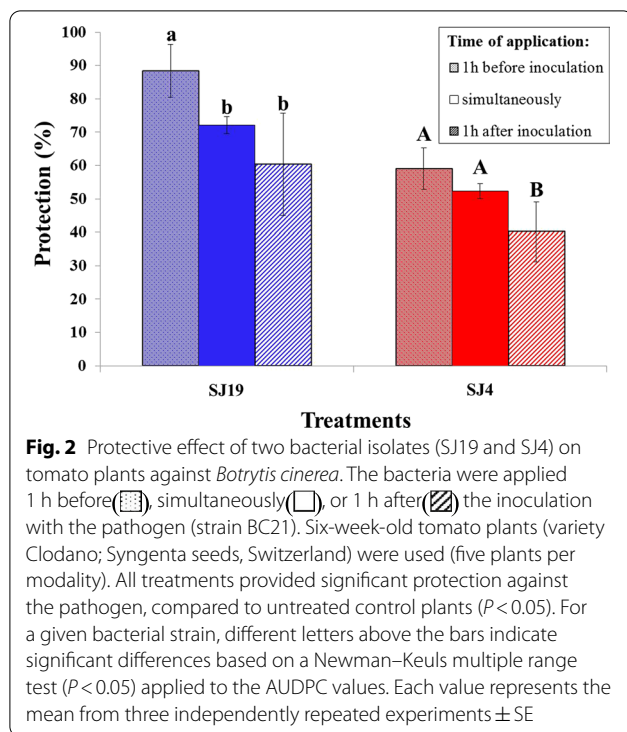 100
90
80
70
60
50
40
30
20
10
0
Protection (%)
a
b
b
A
A
B
Time of application:
1h before inoculation
simultaneously
1h after inoculation
SJ19
SJ4
Treatments
Fig. 2 Protective effect of two bacterial isolates (SJ19 and SJ4) on
tomato plants against Botrytis cinerea. The bacteria were applied
1 h before( ), simultaneously( ), or 1 h after( ) the inoculation
with the pathogen (strain BC21). Six-week-old tomato plants (variety
Clodano; Syngenta seeds, Switzerland) were used (five plants per
modality). All treatments provided significant protection against
the pathogen, compared to untreated control plants (P < 0.05). For
a given bacterial strain, different letters above the bars indicate
significant differences based on a Newman–Keuls multiple range
test (P < 0.05) applied to the AUDPC values. Each value represents the
mean from three independently repeated experiments ± SE